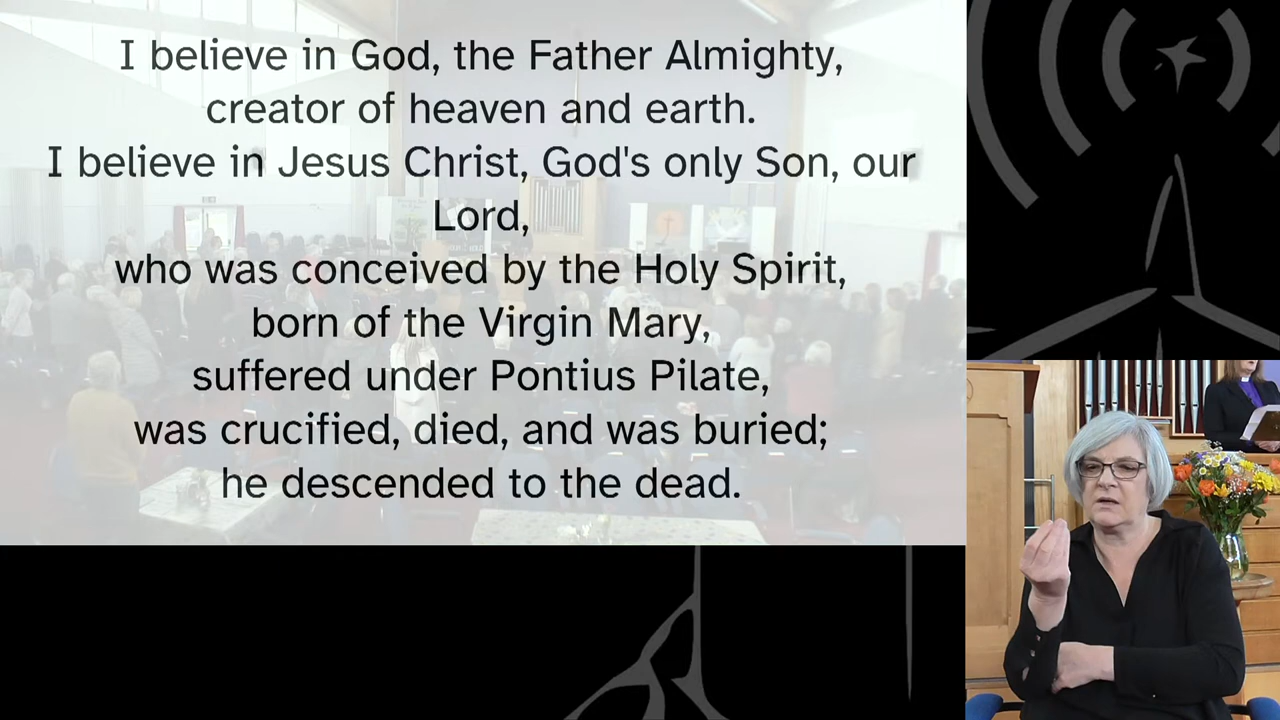 I believe in God, the Father Almighty,
creator of heaven and earth.
I believe in Jesus Christ, God's only Son, our
Lord,
who was conceived by the Holy Spirit,
born of the Virgin Mary,
suffered under Pontius Pilate,
was crucified, died, and was buried;
he descended to the dead.